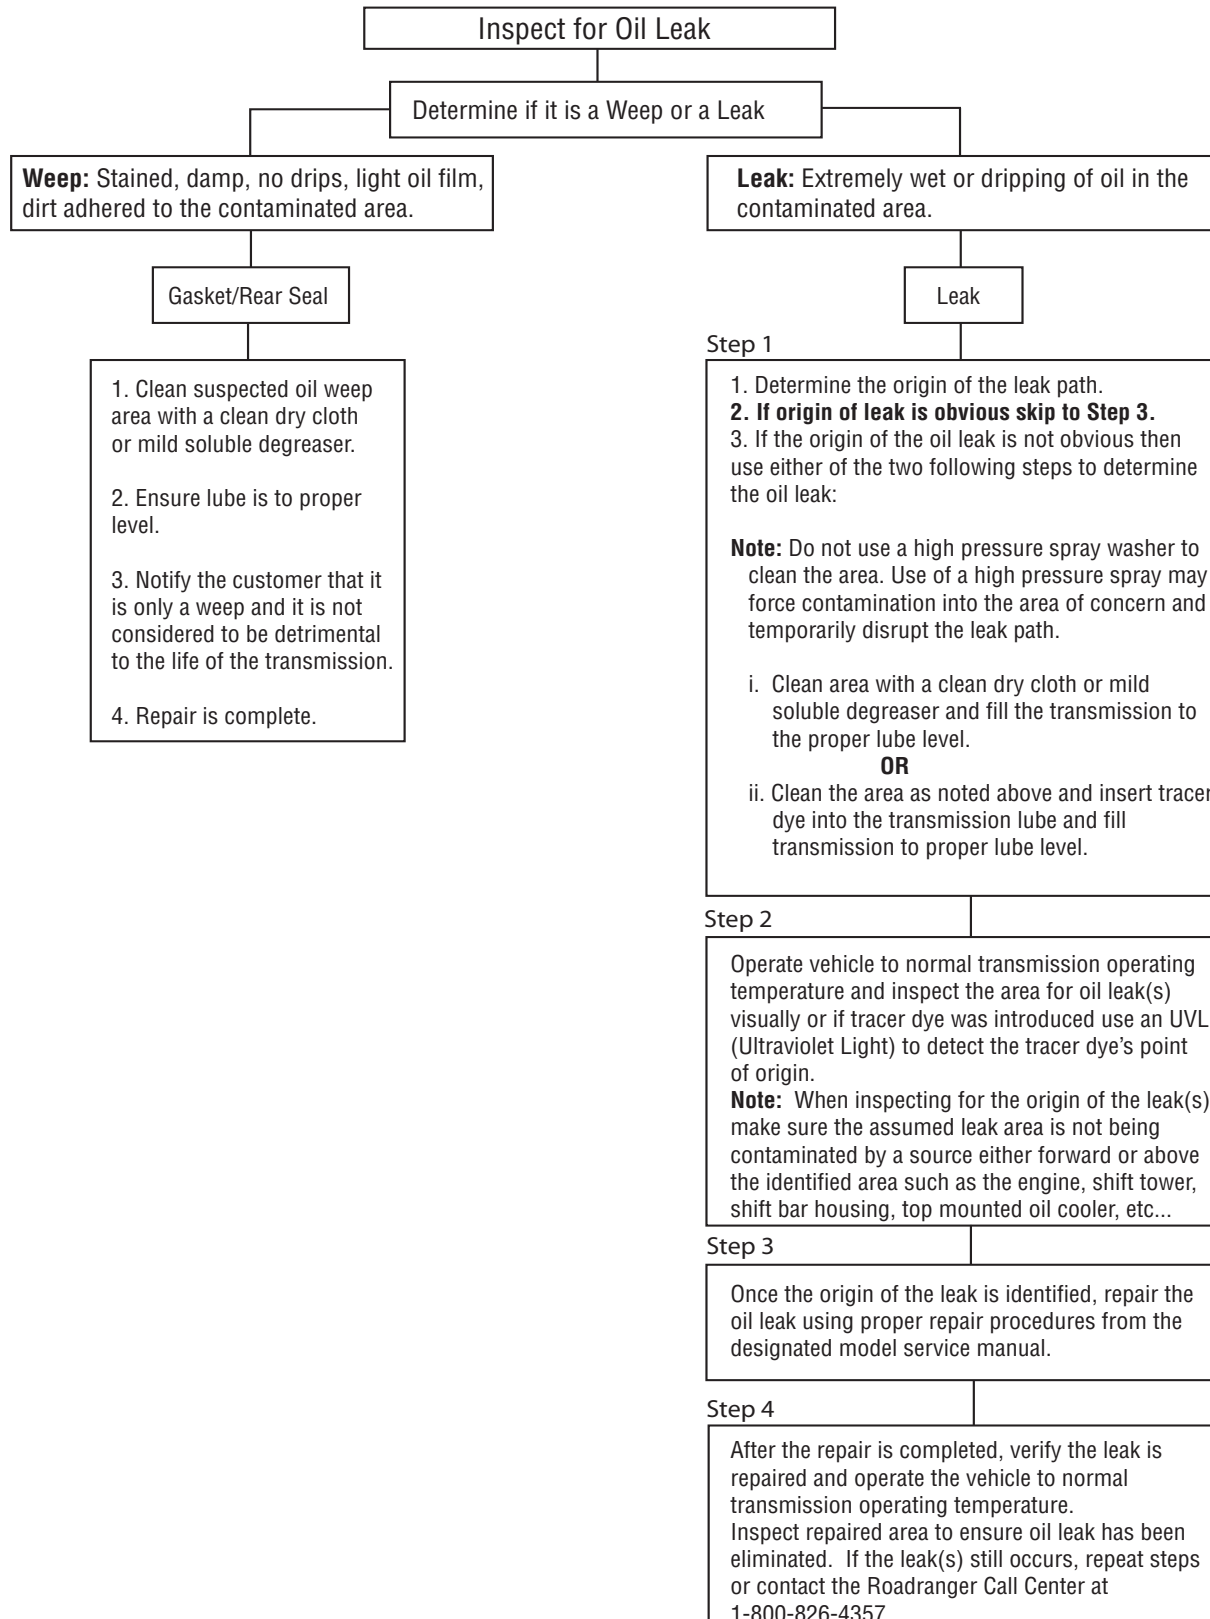 Inspect for Oil Leak
Determine if it is a Weep or a Leak
Weep: Stained, damp, no drips, light oil film,
dirt adhered to the contaminated area.
Gasket/Rear Seal
1. Clean suspected oil weep
area with a clean dry cloth
or mild soluble degreaser.
2. Ensure lube is to proper
level.
3. Notify the customer that it
is only a weep and it is not
considered to be detrimental
to the life of the transmission.
4. Repair is complete.
Leak: Extremely wet or dripping of oil in the
contaminated area.
Leak
Step 1
1. Determine the origin of the leak path.
2. If origin of leak is obvious skip to Step 3.
3. If the origin of the oil leak is not obvious then
use either of the two following steps to determine
the oil leak:
Note: Do not use a high pressure spray washer to
clean the area. Use of a high pressure spray may
force contamination into the area of concern and
temporarily disrupt the leak path.
i. Clean area with a clean dry cloth or mild
soluble degreaser and fill the transmission to
the proper lube level.
OR
ii. Clean the area as noted above and insert tracer
dye into the transmission lube and fill
transmission to proper lube level.
Step 2
Operate vehicle to normal transmission operating
temperature and inspect the area for oil leak(s)
visually or if tracer dye was introduced use an UVL
(Ultraviolet Light) to detect the tracer dye's point
of origin.
Note: When inspecting for the origin of the leak(s)
make sure the assumed leak area is not being
contaminated by a source either forward or above
the identified area such as the engine, shift tower,
shift bar housing, top mounted oil cooler, etc...
Step 3
Once the origin of the leak is identified, repair the
oil leak using proper repair procedures from the
designated model service manual.
Step 4
After the repair is completed, verify the leak is
repaired and operate the vehicle to normal
transmission operating temperature.
Inspect repaired area to ensure oil leak has been
eliminated. If the leak(s) still occurs, repeat steps
or contact the Roadranger Call Center at
1-800-826-4357